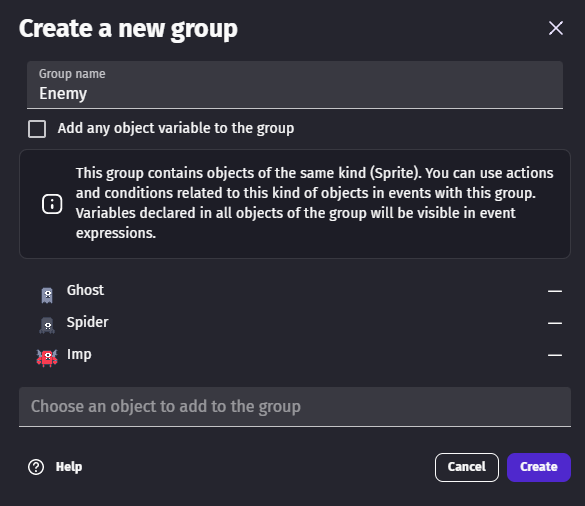 Create a new group
Group name
Enemy
Add any object variable to the group
This group contains objects of the same kind (Sprite). You can use actions
and conditions related to this kind of objects in events with this group.
Variables declared in all objects of the group will be visible in event
expressions.
Ghost
Spider
Imp
Choose an object to add to the group
Help
Cancel
Create